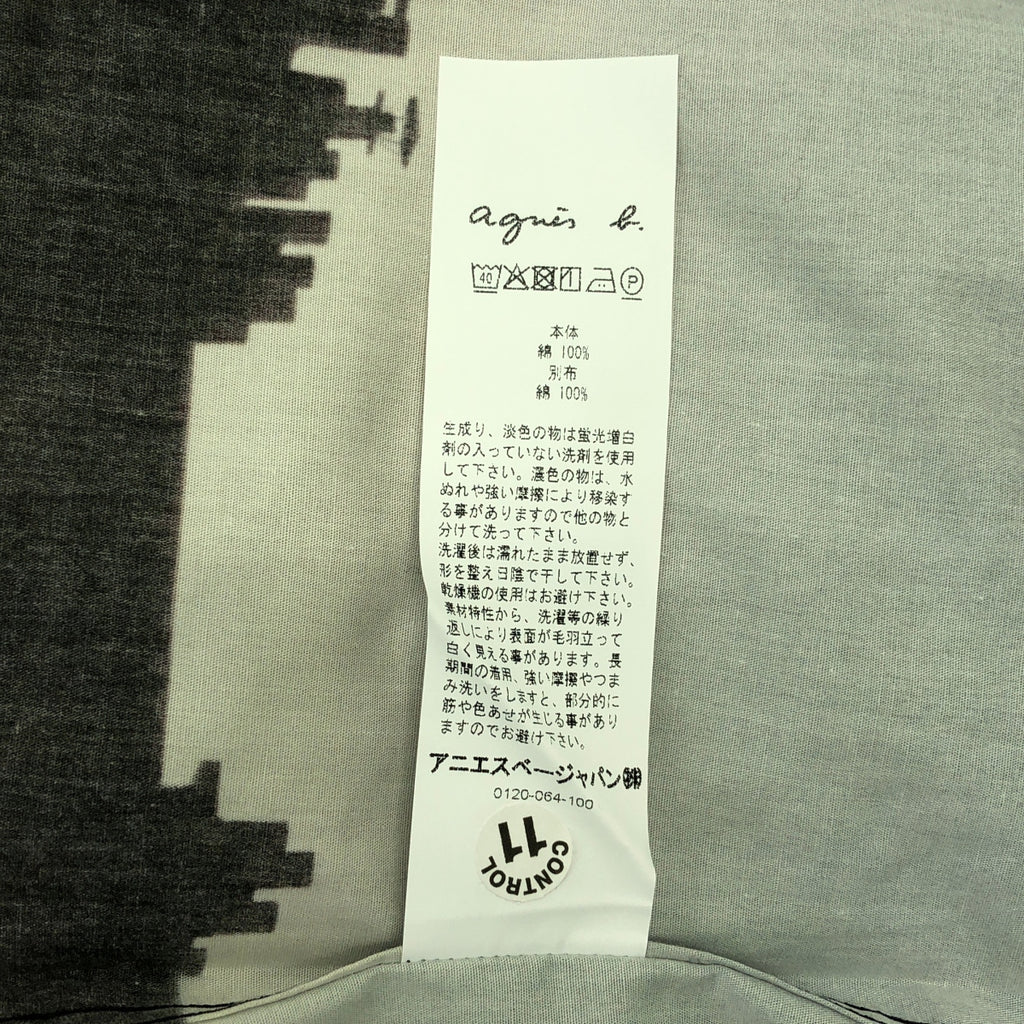 agnès b.
40 P
本体
綿 100%
別布
綿 100%
生成り、淡色の物は蛍光増白
剤の入っていない洗剤を使用
して下さい。濃色の物は、水
ぬれや強い摩擦により移染す
る事がありますので他の物と
分けて洗って下さい。
洗濯後は濡れたまま放置せず、
形を整え日陰で干して下さい。
乾燥機の使用はお避け下さい。
素材特性から、洗濯等の繰り
返しにより表面が毛羽立って
白く見える事があります。長
期間の着用、強い摩擦やつま
み洗いをしますと、部分的に
筋や色あせが生じる事があり
ますのでお避け下さい。
アニエスベージャパン㈱
0120-064-100
11
CONTROL